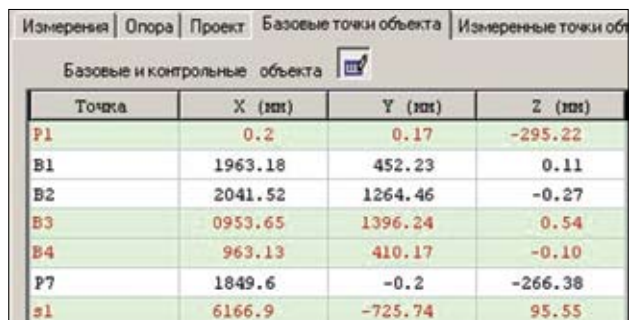 Измерения Опора Проект Базовые точки объекта Измеренные точки
Базовые и контрольные объекта
Точка X (мм) Y (мм) Z (мм)
P1 0.2 0.17 -295.22
B1 1963.18 452.23 0.11
B2 2041.52 1264.46 -0.27
B3 0953.65 1396.24 0.54
B4 963.13 410.17 -0.10
P7 1849.6 -0.2 -266.38
s1 6166.9 -725.74 95.55